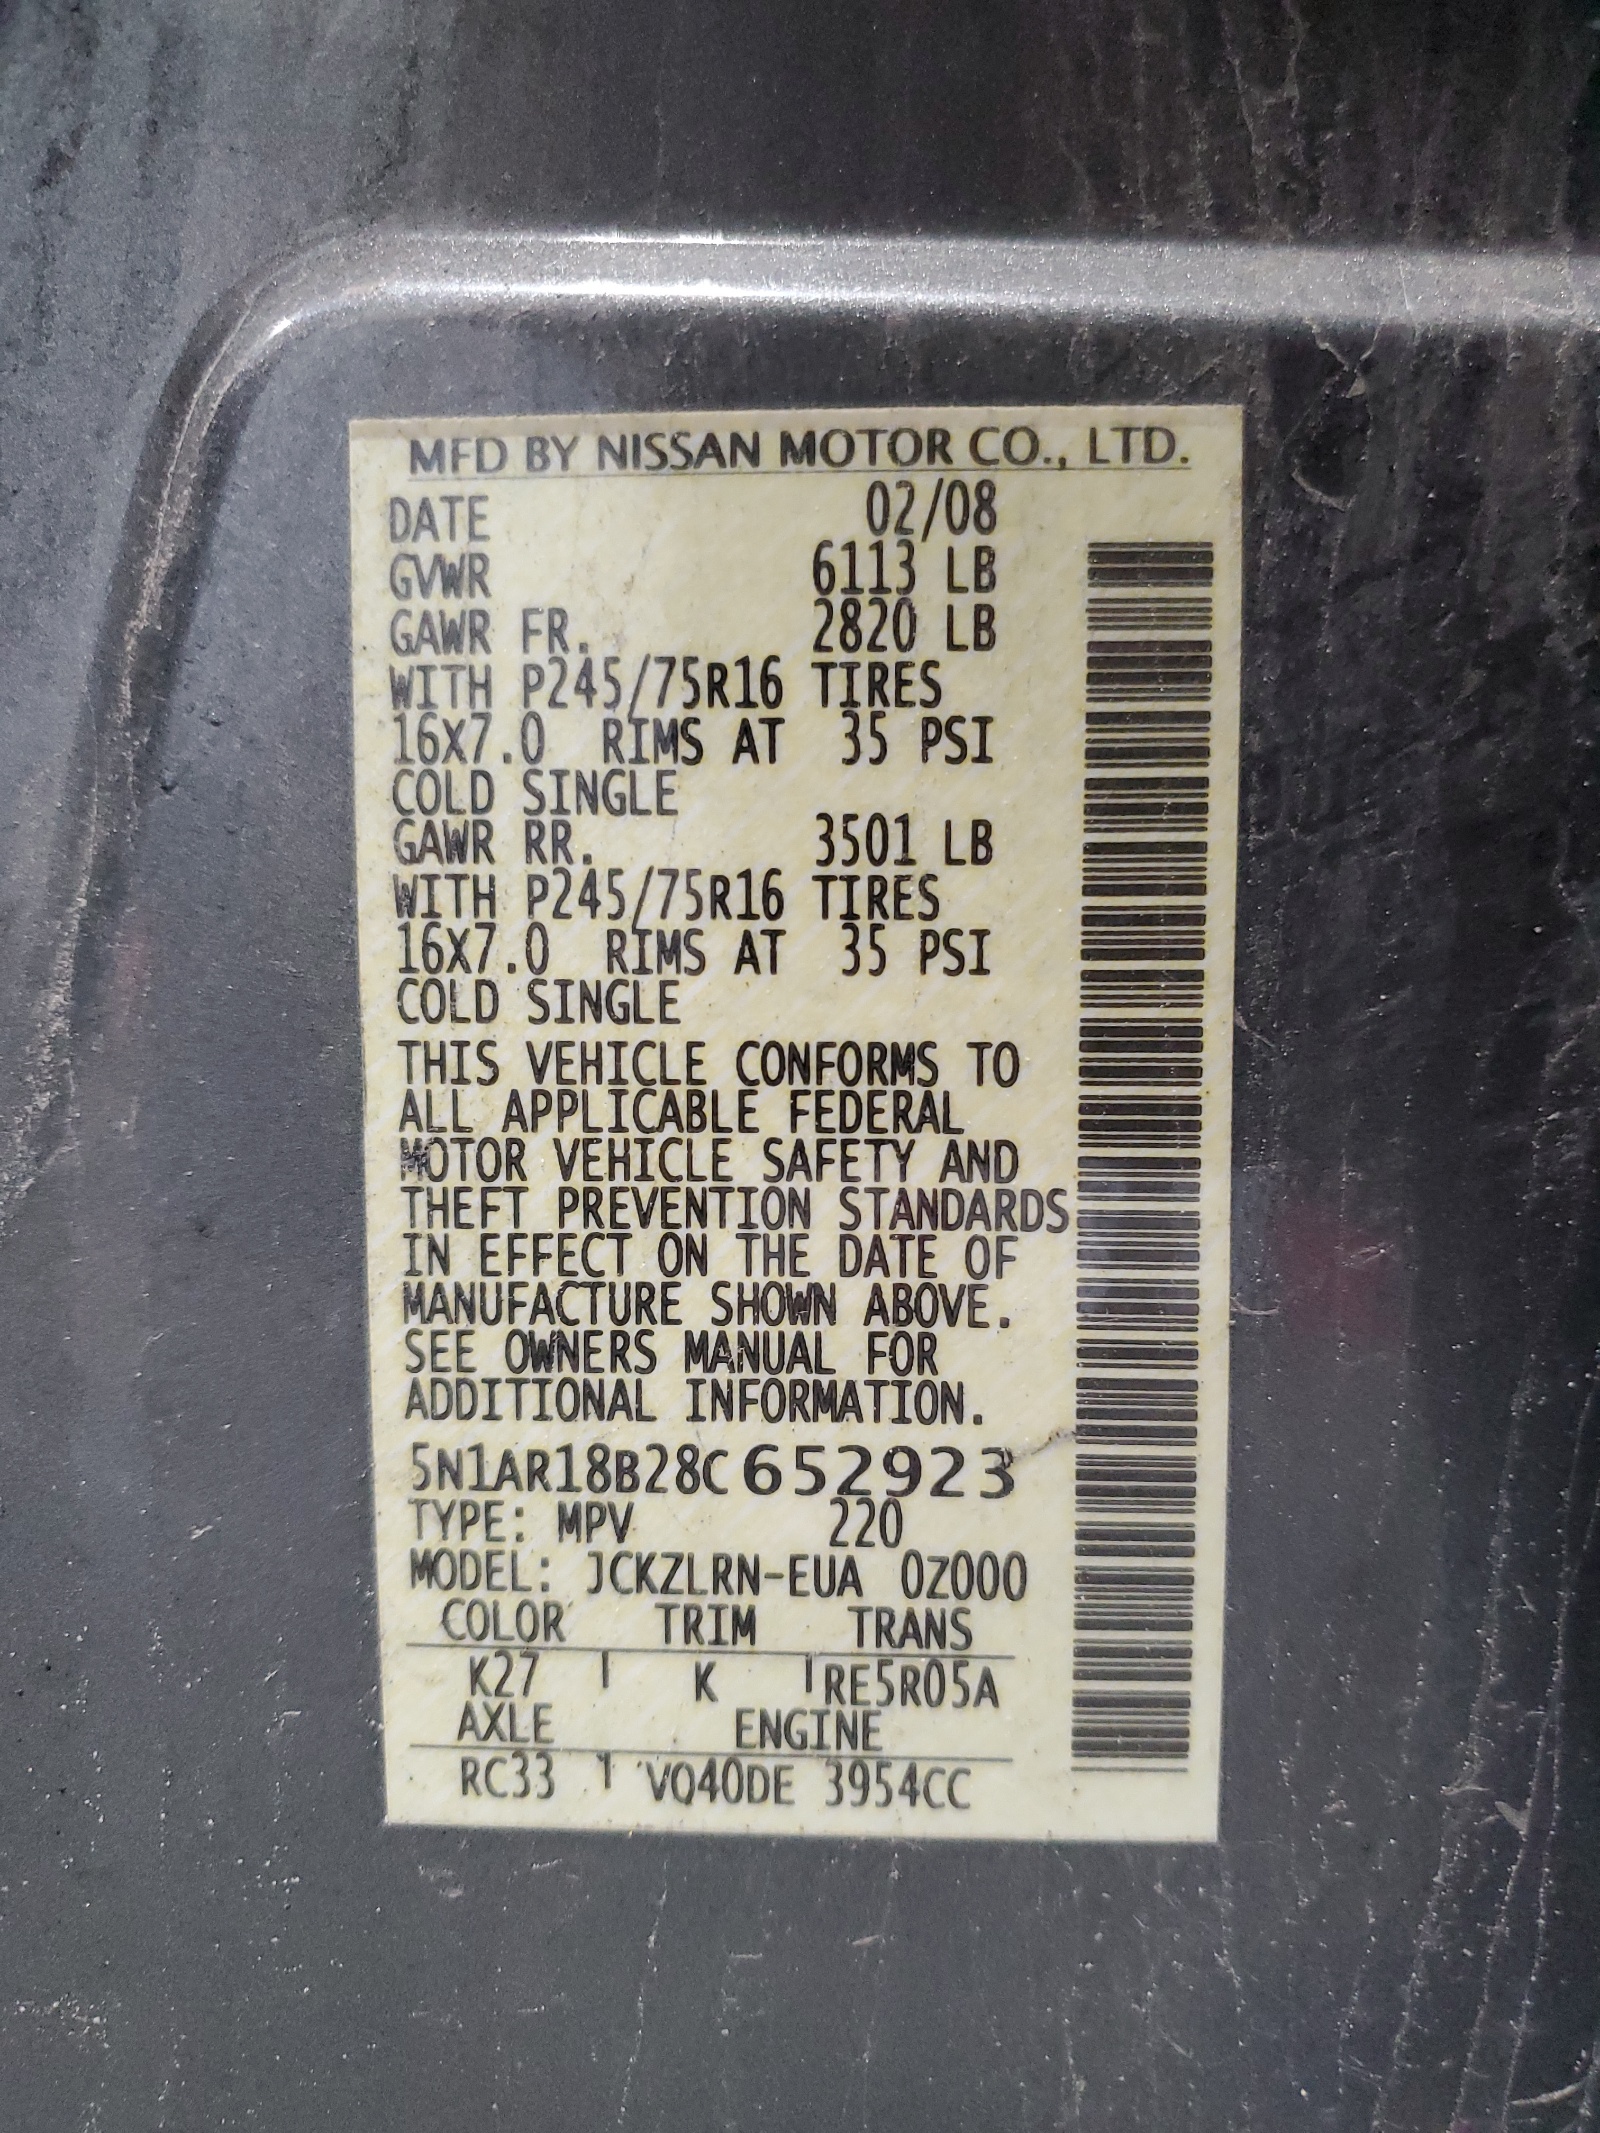 MFD BY NISSAN MOTOR CO., LTD.
DATE 02/08
GVWR 6113 LB
GAWR FR. 2820 LB
WITH P245/75R16 TIRES
16X7.0 RIMS AT 35 PSI
COLD SINGLE
GAWR RR. 3501 LB
WITH P245/75R16 TIRES
16X7.0 RIMS AT 35 PSI
COLD SINGLE
THIS VEHICLE CONFORMS TO
ALL APPLICABLE FEDERAL
MOTOR VEHICLE SAFETY AND
THEFT PREVENTION STANDARDS
IN EFFECT ON THE DATE OF
MANUFACTURE SHOWN ABOVE.
SEE OWNERS MANUAL FOR
ADDITIONAL INFORMATION.
5N1AR18B28C652923
TYPE: MPV 220
MODEL: JCKZLRN-EUA 0Z000
COLOR TRIM TRANS
K27 K RE5R05A
AXLE ENGINE
RC33 VQ40DE 3954CC